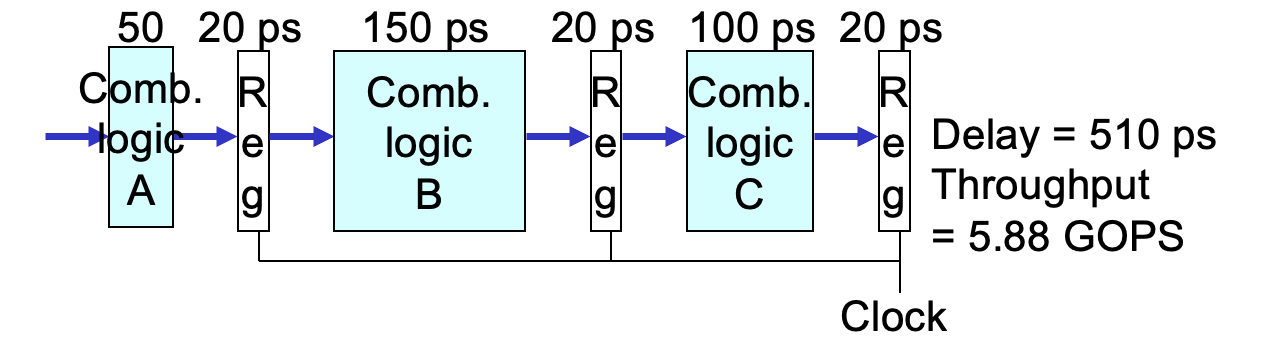 50 20 ps 150 ps 20 ps 100 ps 20 ps
Comb.
logic
A
R
e
g
Comb.
logic
B
R
e
g
Comb.
logic
C
R
e
g
Delay = 510 ps
Throughput
= 5.88 GOPS
Clock